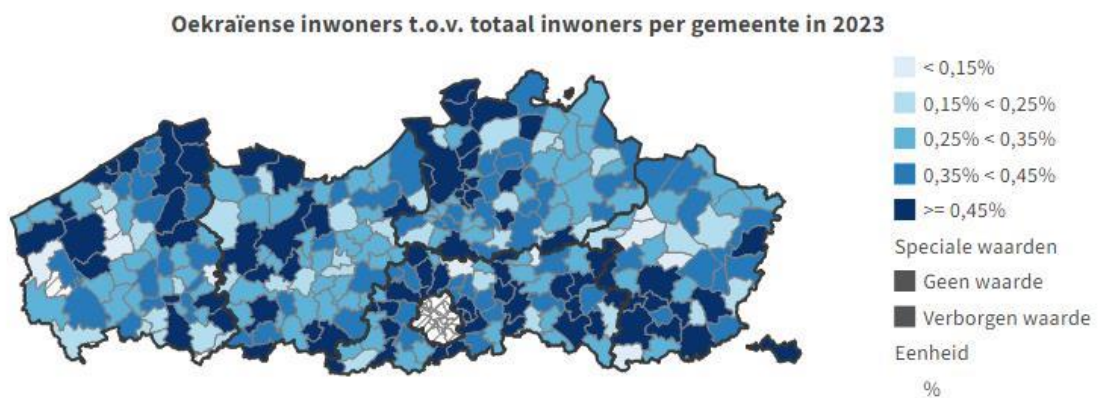 Oekraïense inwoners t.o.v. totaal inwoners per gemeente in 2023
< 0,15%
0,15% < 0,25%
0,25% < 0,35%
0,35% < 0,45%
>= 0,45%
Speciale waarden
Geen waarde
Verborgen waarde
Eenheid
%